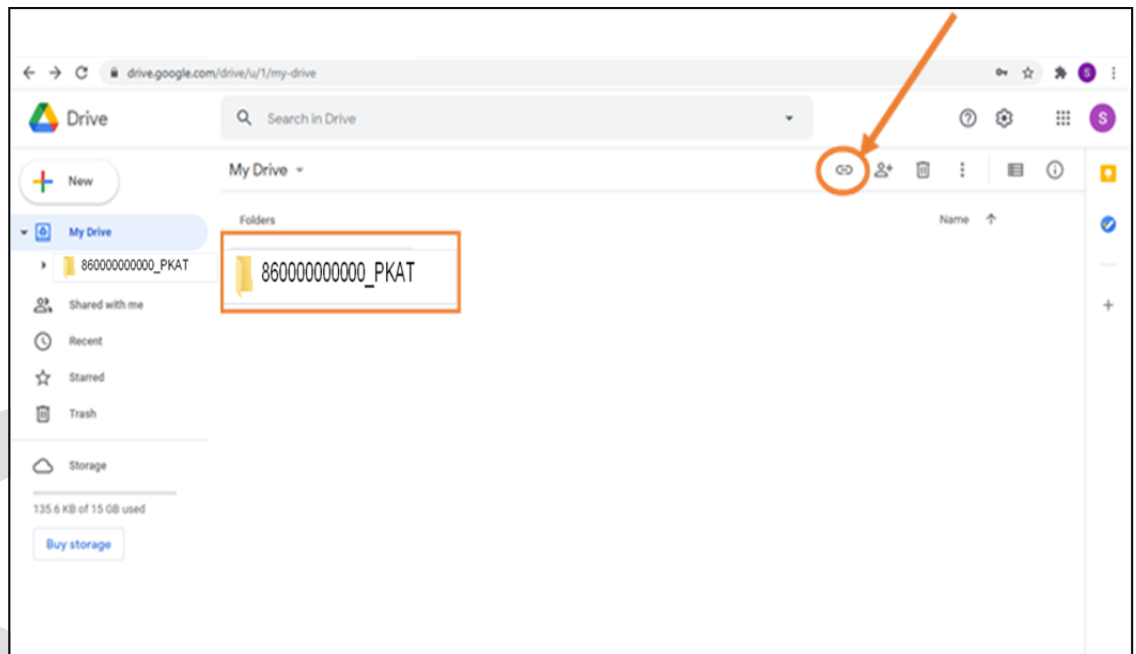 drive.google.com/drive/u/1/my-drive
S
Drive
Search in Drive
S
New
My Drive
My Drive
860000000000_PKAT
Shared with me
Recent
Starred
Trash
Storage
135.6 KB of 15 GB used
Buy storage
Folders
Name
860000000000_PKAT